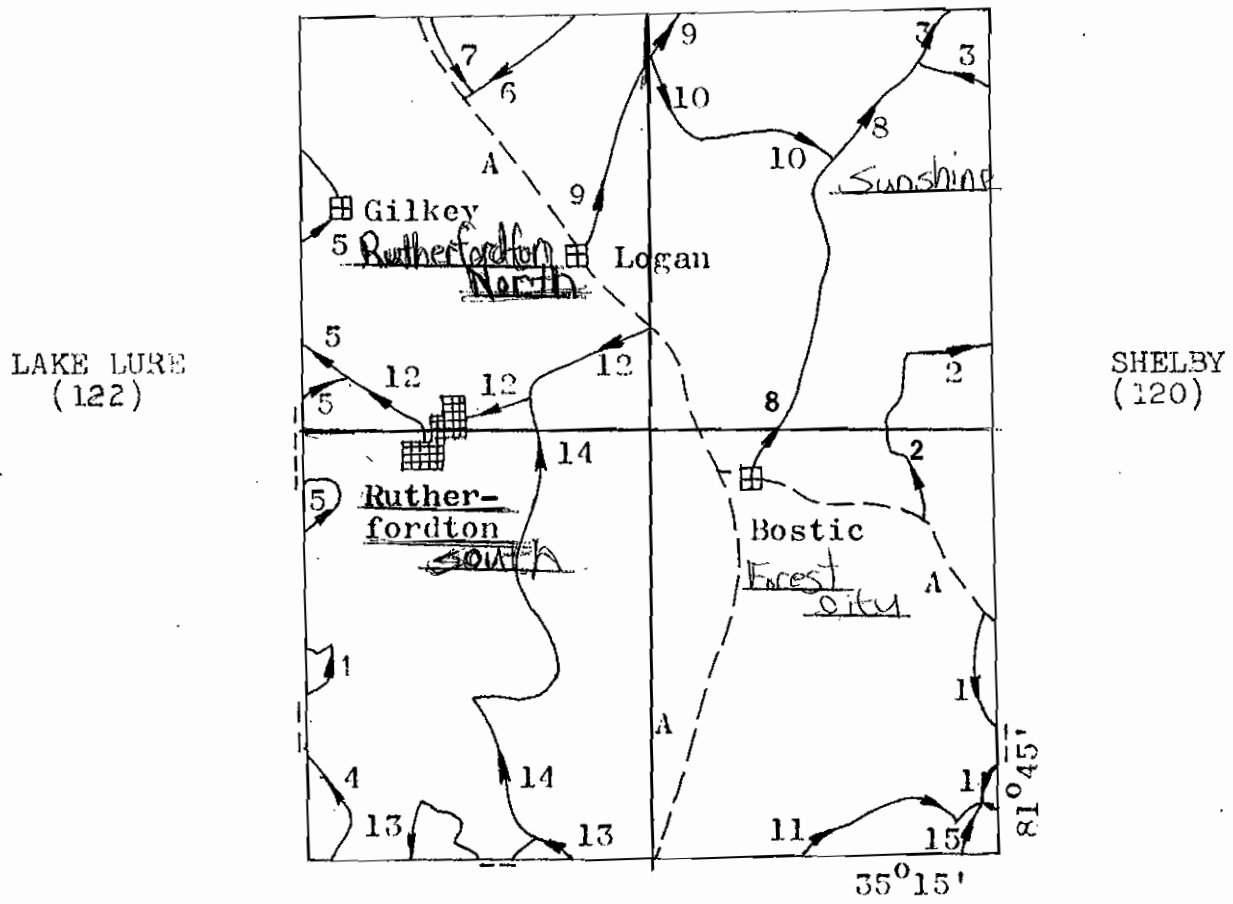 9
7
3
3
6
10
8
10
A
Sunshine
9
Gilkey
5
Rutherfordton
North
Logan
5
12
12
2
LAKE LURE
(122)
SHELBY
(120)
5
12
8
14
2
5
Ruther-
fordton
South
Bostic
Forest
City
A
1
1
A
4
14
1
13
13
11
15
81°45'
35°15'